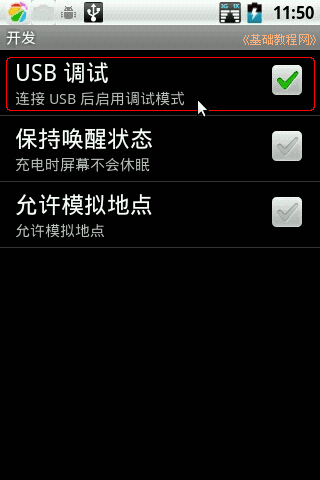 3G 1X 11:50
开发 《基础教程网》
USB 调试
连接 USB 后启用调试模式
保持唤醒状态
充电时屏幕不会休眠
允许模拟地点
允许模拟地点